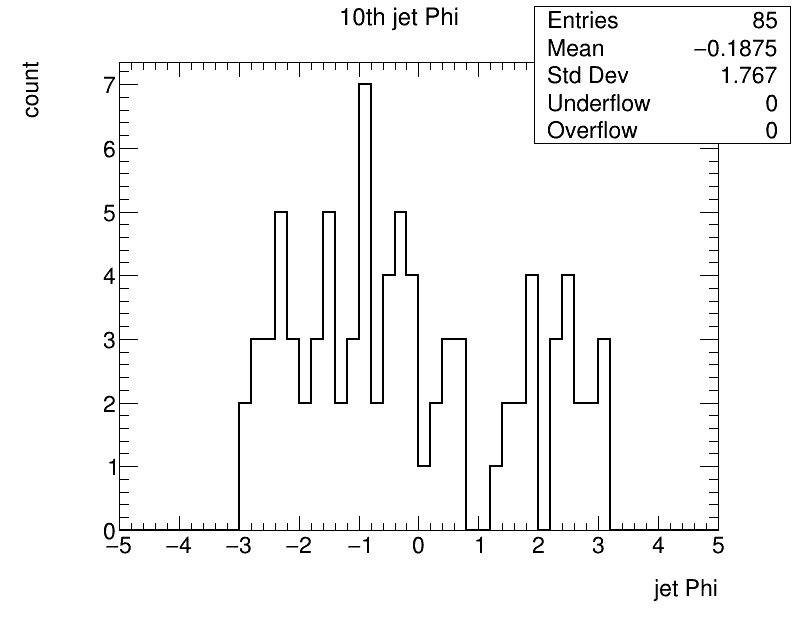 10th jet Phi
Entries 85
Mean −0.1875
Std Dev 1.767
Underflow 0
Overflow 0
count
7
6
5
4
3
2
1
0
−5 −4 −3 −2 −1 0 1 2 3 4 5
jet Phi